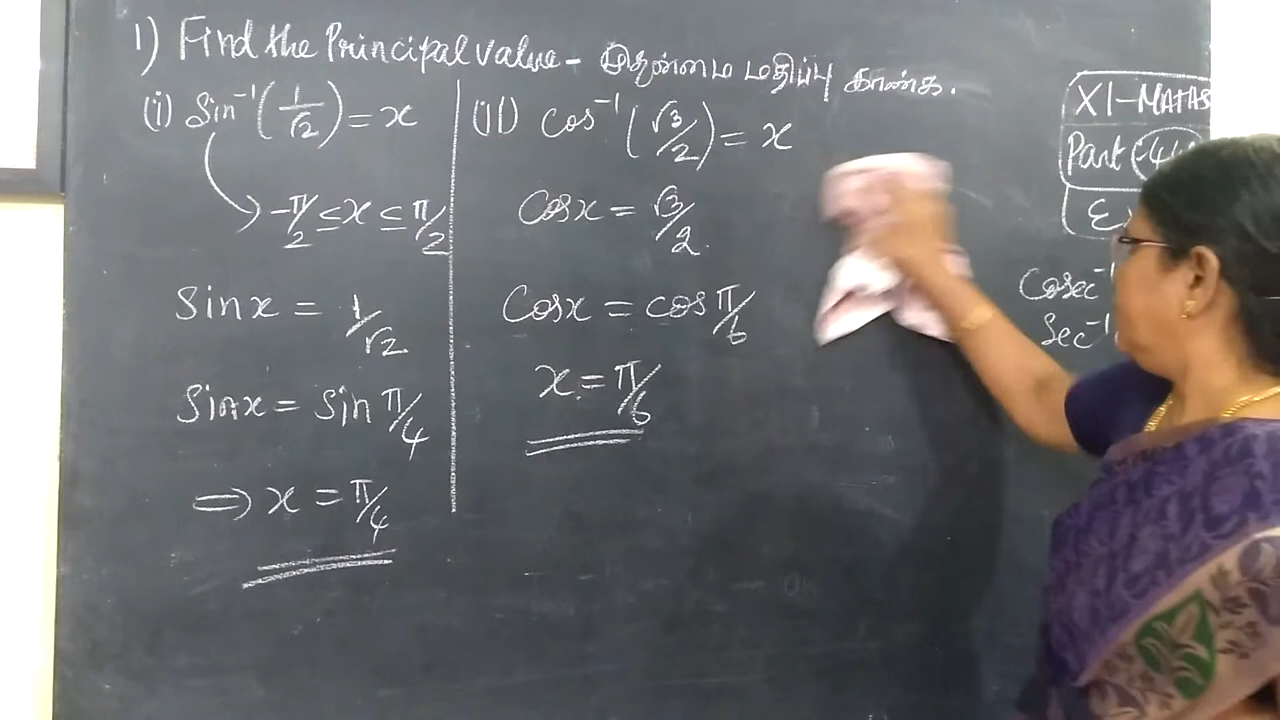 1) Find the Principal value - முதன்மை மதிப்பு காண்க.
(i) Sin⁻¹(1/√2) = x
-π/2 ≤ x ≤ π/2
Sin x = 1/√2
Sin x = Sin π/4
⇒ x = π/4
(ii) Cos⁻¹(√3/2) = x
Cos x = √3/2
Cos x = cos π/6
x = π/6
XI-MATHS
Part-44
Cosec⁻¹
Sec⁻¹